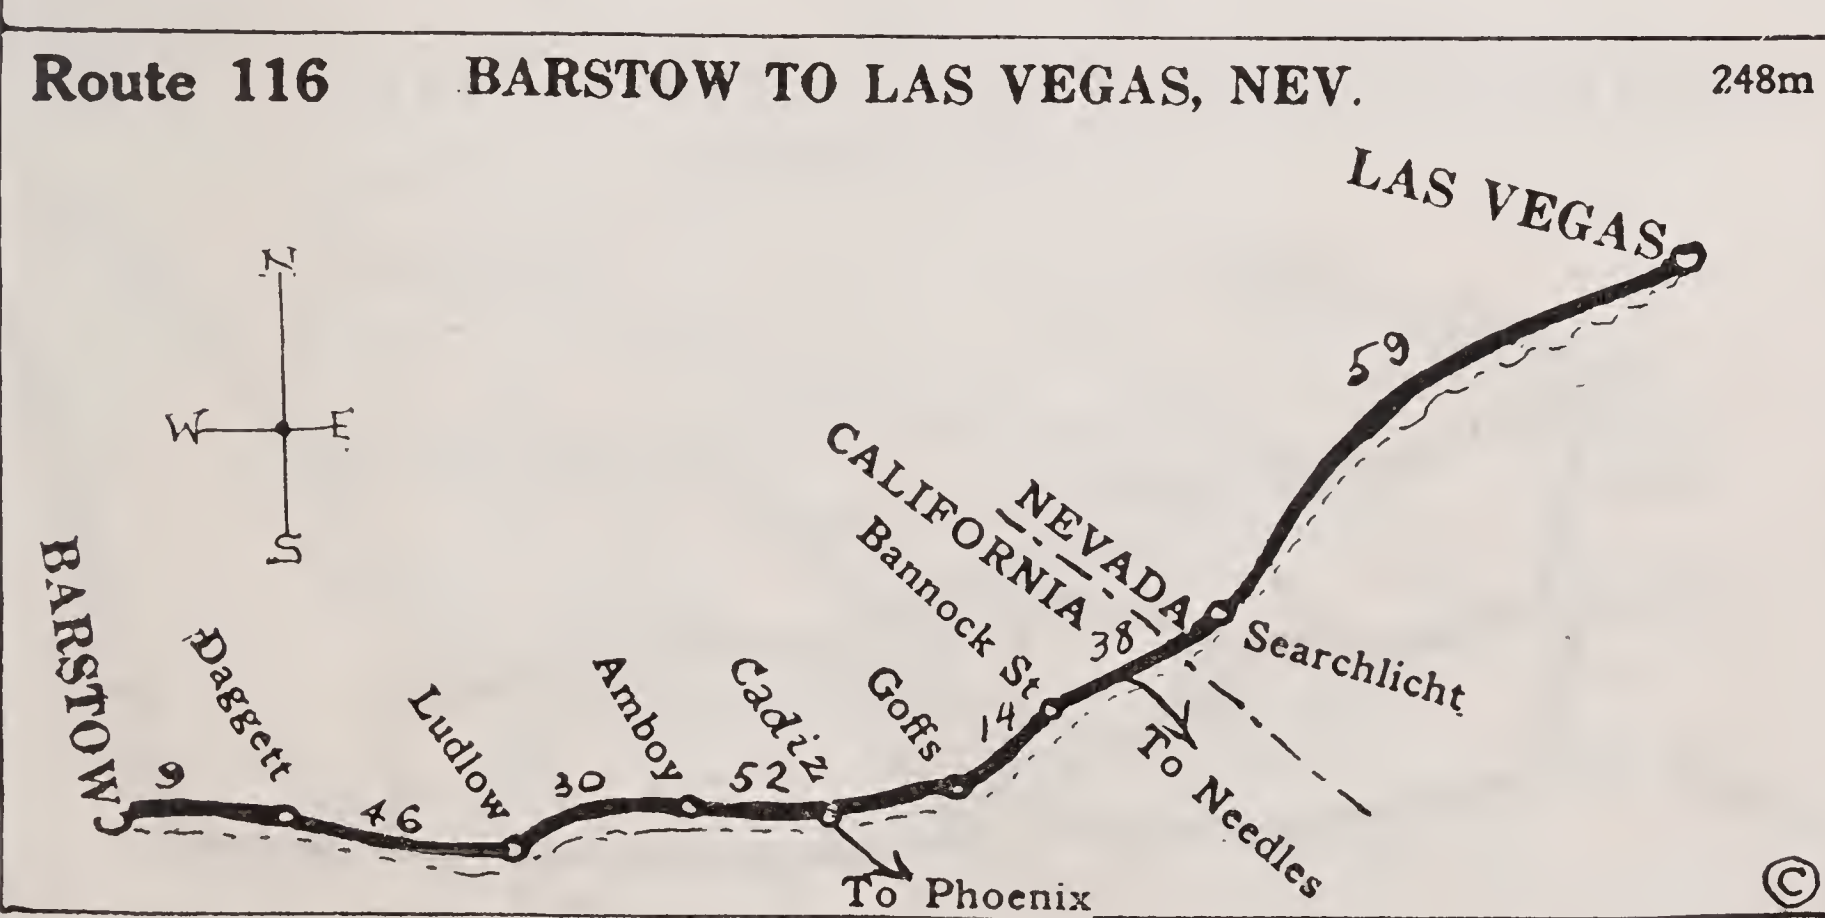 Route 116 BARSTOW TO LAS VEGAS, NEV. 248m
LAS VEGAS
N
W E
S
59
NEVADA
CALIFORNIA
Bannock St
38
Searchlicht
BARSTOW
Daggett
Ludlow
Amboy
Cadiz
Goffs
14
9
46
30
52
To Needles
To Phoenix
©